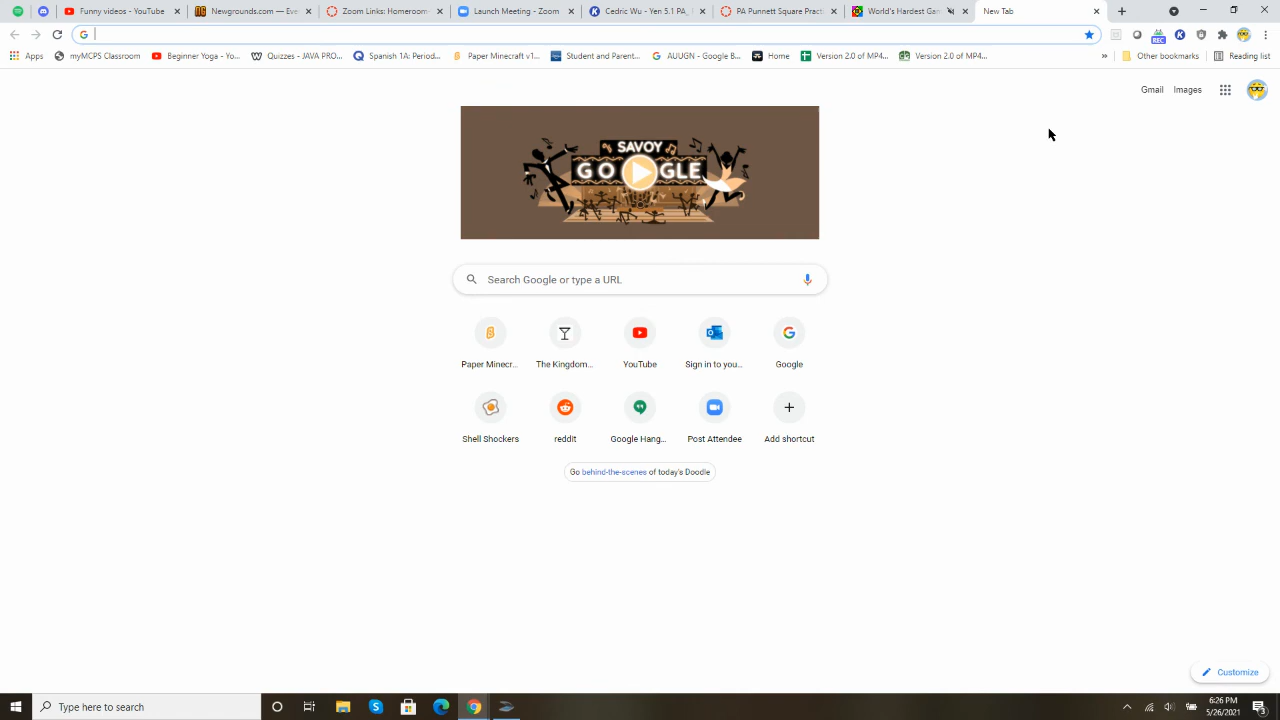 Funny videos - YouTube
Newgrounds.com — Eve
Zoom Links: Homeroom
Launch Meeting - Zoom
Cedric Wu - Yen 5.1 PA_
PA Punnett Square Pract
World's Hardest Gam
New Tab
Apps
myMCPS Classroom
Beginner Yoga - Yo...
Quizzes - JAVA PRO...
Spanish 1A: Period...
Paper Minecraft v1...
Student and Parent...
AUUGN - Google B...
Home
Version 2.0 of MP4...
Version 2.0 of MP4...
»
Other bookmarks
Reading list
Gmail
Images
SAVOY
GO GLE
Search Google or type a URL
Paper Minecr...
The Kingdom...
YouTube
Sign in to you...
Google
Shell Shockers
reddit
Google Hang...
Post Attendee
Add shortcut
Go behind-the-scenes of today's Doodle
Customize
Type here to search
6:26 PM
5/26/2021